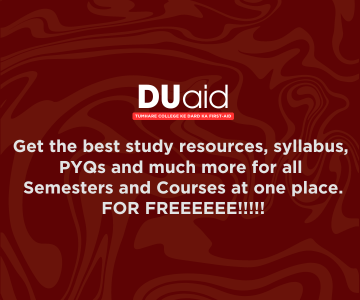 DUaid
TUMHARE COLLEGE KE DARD KA FIRST-AID
Get the best study resources, syllabus,
PYQs and much more for all
Semesters and Courses at one place.
FOR FREEEEEE!!!!!